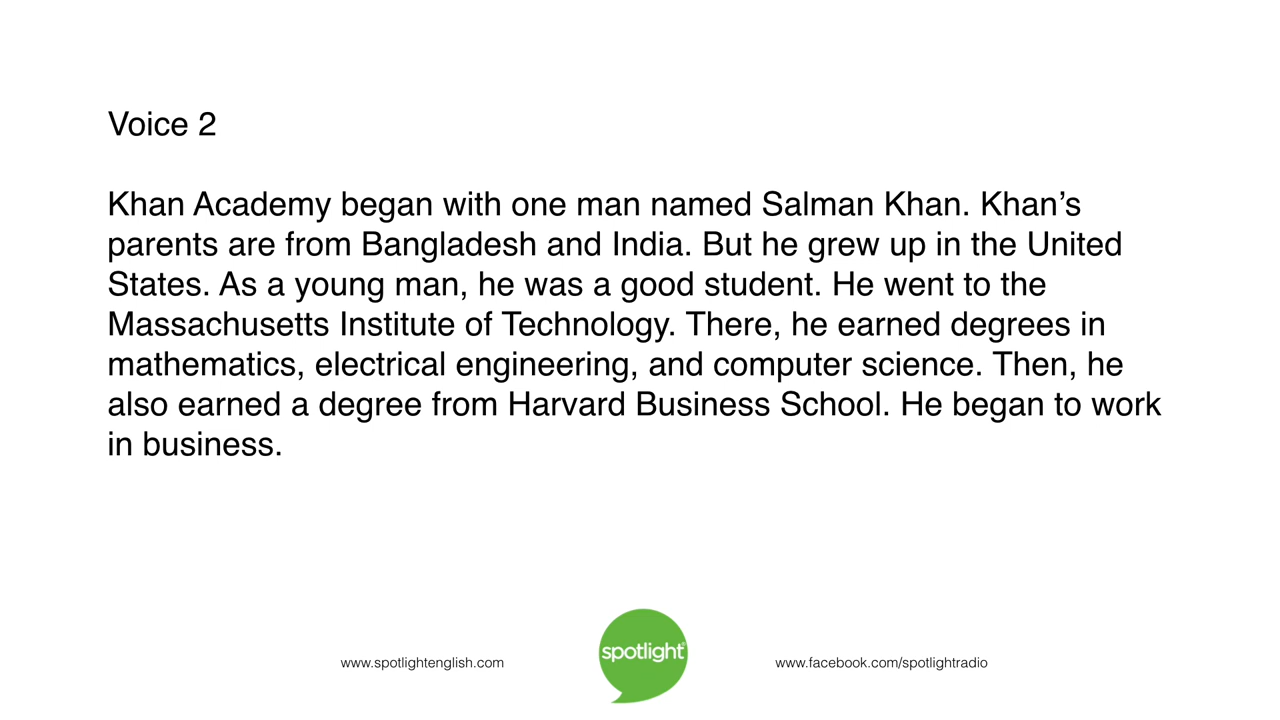 Voice 2
Khan Academy began with one man named Salman Khan. Khan’s
parents are from Bangladesh and India. But he grew up in the United
States. As a young man, he was a good student. He went to the
Massachusetts Institute of Technology. There, he earned degrees in
mathematics, electrical engineering, and computer science. Then, he
also earned a degree from Harvard Business School. He began to work
in business.
www.spotlightenglish.com
spotlight®
www.facebook.com/spotlightradio